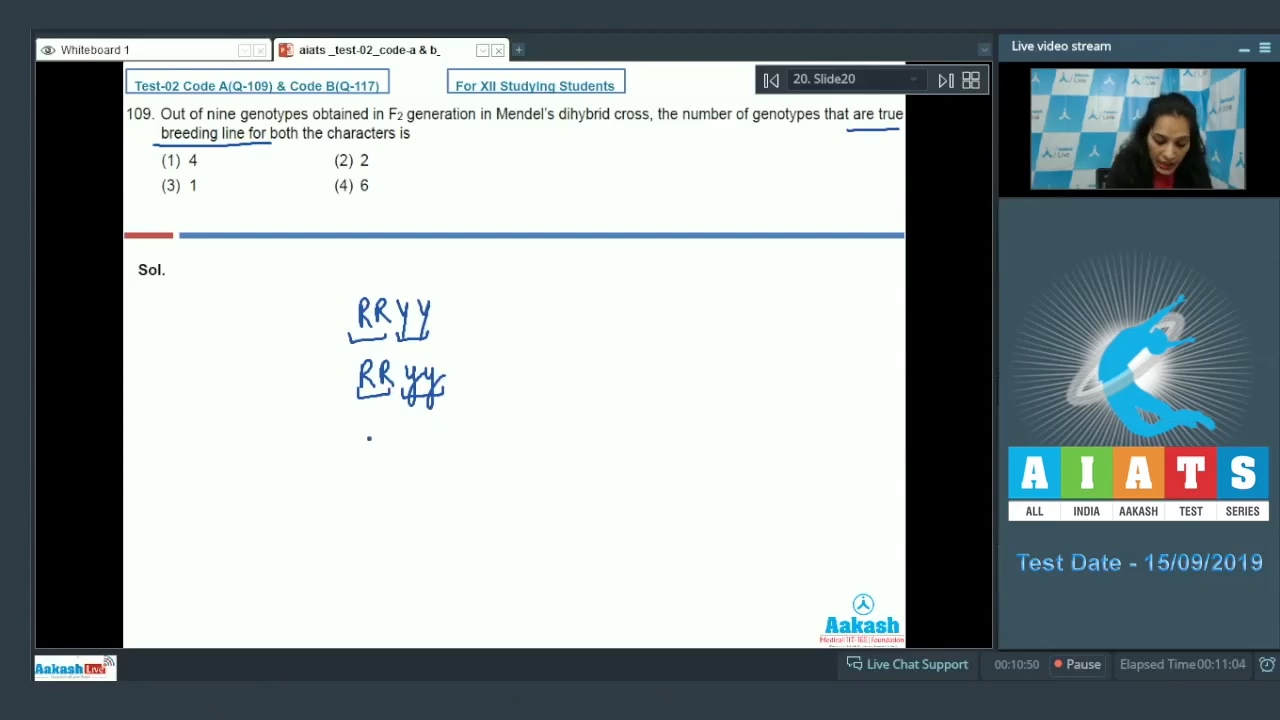 Whiteboard 1
aiats _test-02_code-a & b_
Live video stream
Test-02 Code A(Q-109) & Code B(Q-117)
For XII Studying Students
20. Slide20
109. Out of nine genotypes obtained in F2 generation in Mendel's dihybrid cross, the number of genotypes that are true
breeding line for both the characters is
(1) 4 (2) 2
(3) 1 (4) 6
Sol.
RRYY
RRyy
A I A T S
ALL INDIA AAKASH TEST SERIES
Test Date - 15/09/2019
Aakash
Medical|IIT-JEE|Foundations
Aakash Live
Live Chat Support
00:10:50
Pause
Elapsed Time 00:11:04